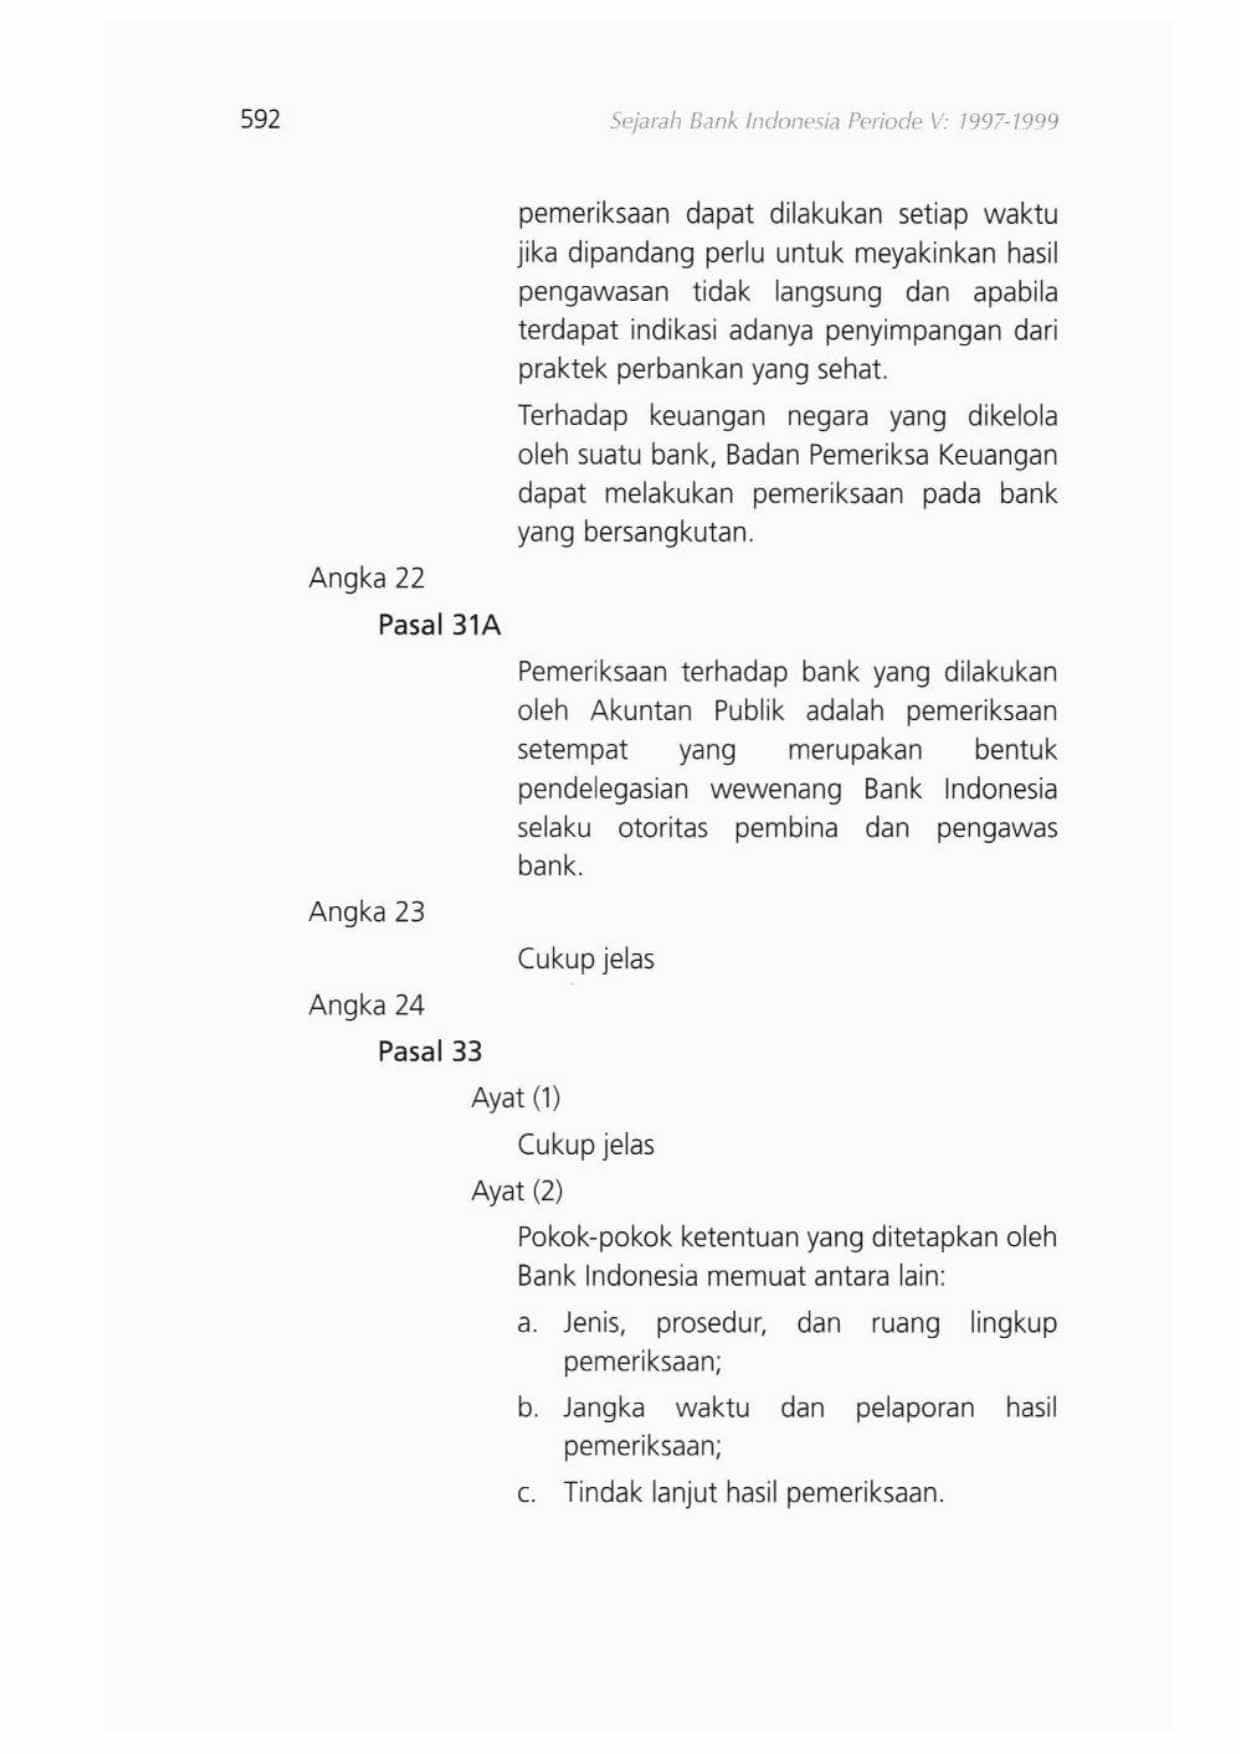 592
Sejarah Bank Indonesia Periode V: 1997-1999
pemeriksaan dapat dilakukan setiap waktu
jika dipandang perlu untuk meyakinkan hasil
pengawasan tidak langsung dan apabila
terdapat indikasi adanya penyimpangan dari
praktek perbankan yang sehat.
Terhadap keuangan negara yang dikelola
oleh suatu bank, Badan Pemeriksa Keuangan
dapat melakukan pemeriksaan pada bank
yang bersangkutan.
Angka 22
Pasal 31A
Pemeriksaan terhadap bank yang dilakukan
oleh Akuntan Publik adalah pemeriksaan
setempat yang merupakan bentuk
pendelegasian wewenang Bank Indonesia
selaku otoritas pembina dan pengawas
bank.
Angka 23
Cukup jelas
Angka 24
Pasal 33
Ayat (1)
Cukup jelas
Ayat (2)
Pokok-pokok ketentuan yang ditetapkan oleh
Bank Indonesia memuat antara lain:
a. Jenis, prosedur, dan ruang lingkup
pemeriksaan;
b. Jangka waktu dan pelaporan hasil
pemeriksaan;
c. Tindak lanjut hasil pemeriksaan.